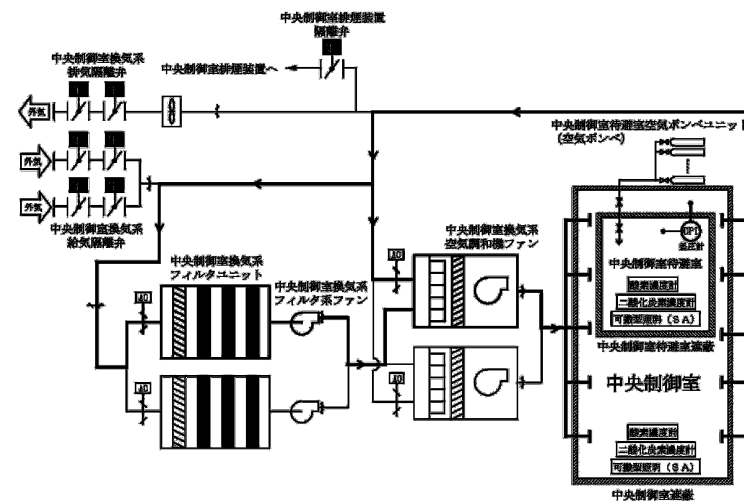 中央制御室排煙装置
隔離弁
中央制御室換気系
排気隔離弁
中央制御室排煙装置へ
外気
中央制御室待避室空気ボンベユニット
(空気ボンベ)
外気
外気
中央制御室換気系
給気隔離弁
中央制御室換気系
空気調和機ファン
DPI
差圧計
中央制御室換気系
フィルタユニット
中央制御室換気系
フィルタ系ファン
AO
AO
中央制御室待避室
酸素濃度計
二酸化炭素濃度計
可搬型照明(SA)
中央制御室待避室遮蔽
AO
AO
中央制御室
酸素濃度計
二酸化炭素濃度計
可搬型照明(SA)
中央制御室遮蔽